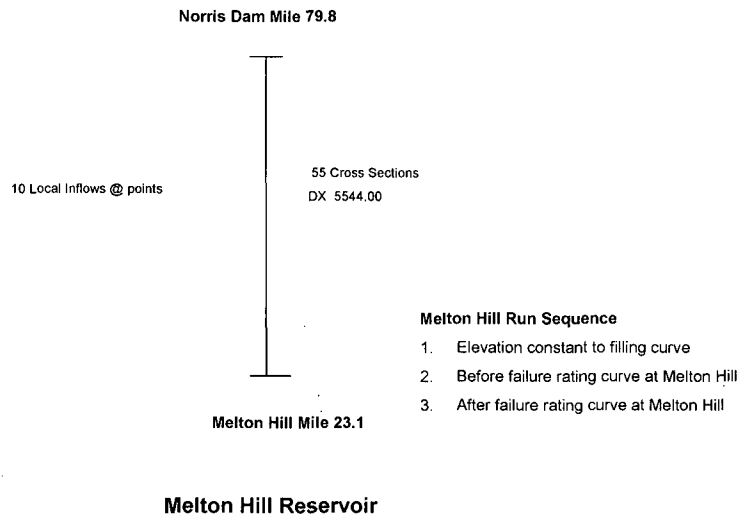 Norris Dam Mile 79.8
10 Local Inflows @ points
55 Cross Sections
DX 5544.00
Melton Hill Run Sequence
1. Elevation constant to filling curve
2. Before failure rating curve at Melton Hill
3. After failure rating curve at Melton Hill
Melton Hill Mile 23.1
Melton Hill Reservoir